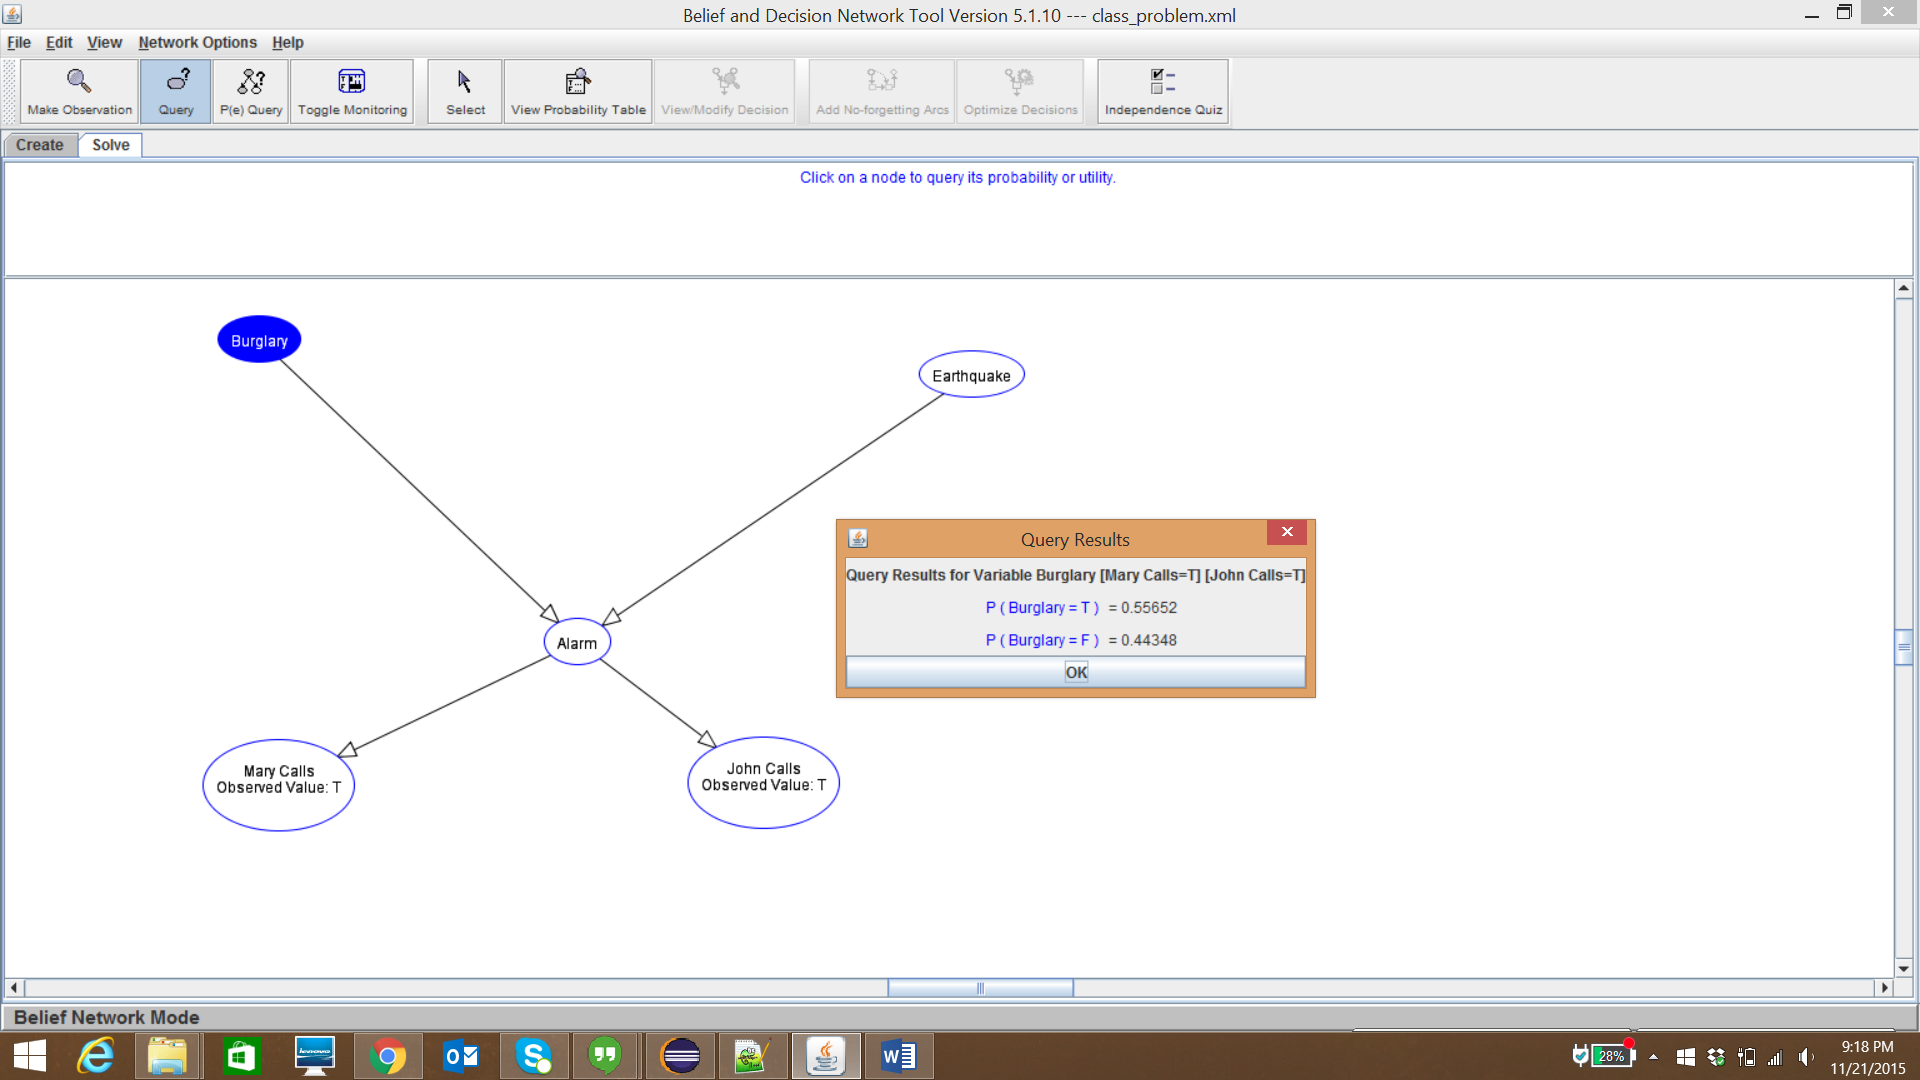 Belief and Decision Network Tool Version 5.1.10 --- class_problem.xml
File Edit View Network Options Help
Make Observation Query P(e) Query Toggle Monitoring Select View Probability Table View/Modify Decision Add No-forgetting Arcs Optimize Decisions Independence Quiz
Create Solve
Click on a node to query its probability or utility.
Burglary
Earthquake
Query Results
Query Results for Variable Burglary [Mary Calls=T] [John Calls=T]
P ( Burglary = T ) = 0.55652
P ( Burglary = F ) = 0.44348
OK
Alarm
Mary Calls
Observed Value: T
John Calls
Observed Value: T
Belief Network Mode
28%
9:18 PM
11/21/2015